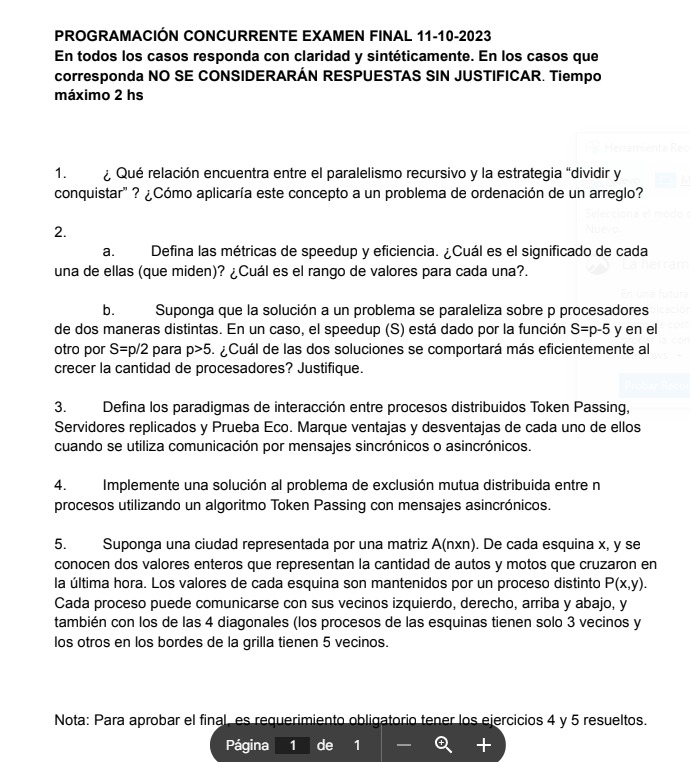 PROGRAMACIÓN CONCURRENTE EXAMEN FINAL 11-10-2023
En todos los casos responda con claridad y sintéticamente. En los casos que
corresponda NO SE CONSIDERARÁN RESPUESTAS SIN JUSTIFICAR. Tiempo
máximo 2 hs
1. ¿ Qué relación encuentra entre el paralelismo recursivo y la estrategia “dividir y
conquistar” ? ¿Cómo aplicaría este concepto a un problema de ordenación de un arreglo?
2.
a. Defina las métricas de speedup y eficiencia. ¿Cuál es el significado de cada
una de ellas (que miden)? ¿Cuál es el rango de valores para cada una?.
b. Suponga que la solución a un problema se paraleliza sobre p procesadores
de dos maneras distintas. En un caso, el speedup (S) está dado por la función S=p-5 y en el
otro por S=p/2 para p>5. ¿Cuál de las dos soluciones se comportará más eficientemente al
crecer la cantidad de procesadores? Justifique.
3. Defina los paradigmas de interacción entre procesos distribuidos Token Passing,
Servidores replicados y Prueba Eco. Marque ventajas y desventajas de cada uno de ellos
cuando se utiliza comunicación por mensajes sincrónicos o asincrónicos.
4. Implemente una solución al problema de exclusión mutua distribuida entre n
procesos utilizando un algoritmo Token Passing con mensajes asincrónicos.
5. Suponga una ciudad representada por una matriz A(nxn). De cada esquina x, y se
conocen dos valores enteros que representan la cantidad de autos y motos que cruzaron en
la última hora. Los valores de cada esquina son mantenidos por un proceso distinto P(x,y).
Cada proceso puede comunicarse con sus vecinos izquierdo, derecho, arriba y abajo, y
también con los de las 4 diagonales (los procesos de las esquinas tienen solo 3 vecinos y
los otros en los bordes de la grilla tienen 5 vecinos.
Nota: Para aprobar el final, es requerimiento obligatorio tener los ejercicios 4 y 5 resueltos.
Página 1 de 1